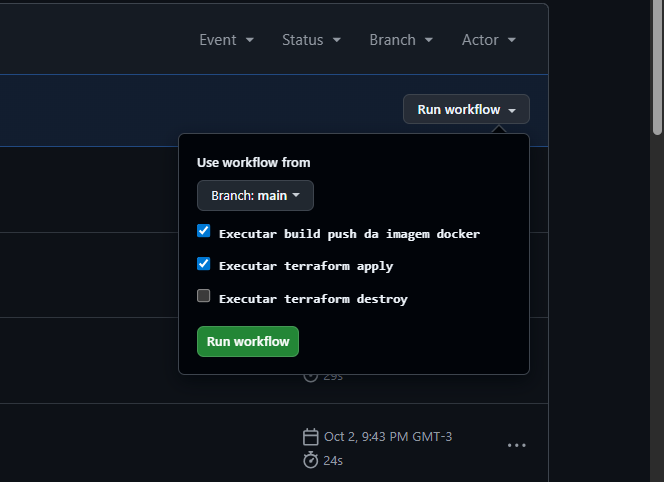 Event Status Branch Actor
Run workflow
Use workflow from
Branch: main
Executar build push da imagem docker
Executar terraform apply
Executar terraform destroy
Run workflow
29s
Oct 2, 9:43 PM GMT-3
24s